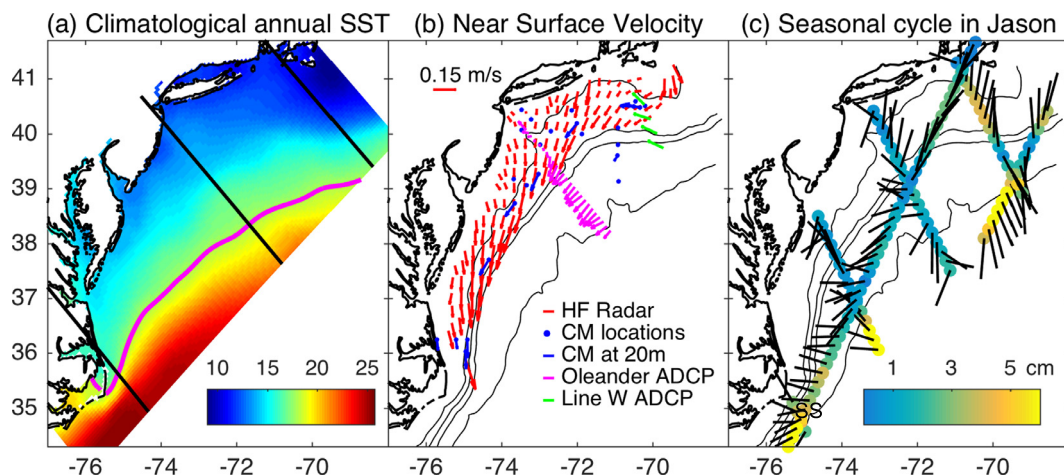 (a) Climatological annual SST
(b) Near Surface Velocity
(c) Seasonal cycle in Jason
41
40
39
38
37
36
35
0.15 m/s
HF Radar
CM locations
CM at 20m
Oleander ADCP
Line W ADCP
SS
10 15 20 25
1 3 5 cm
-76 -74 -72 -70
-76 -74 -72 -70
-76 -74 -72 -70